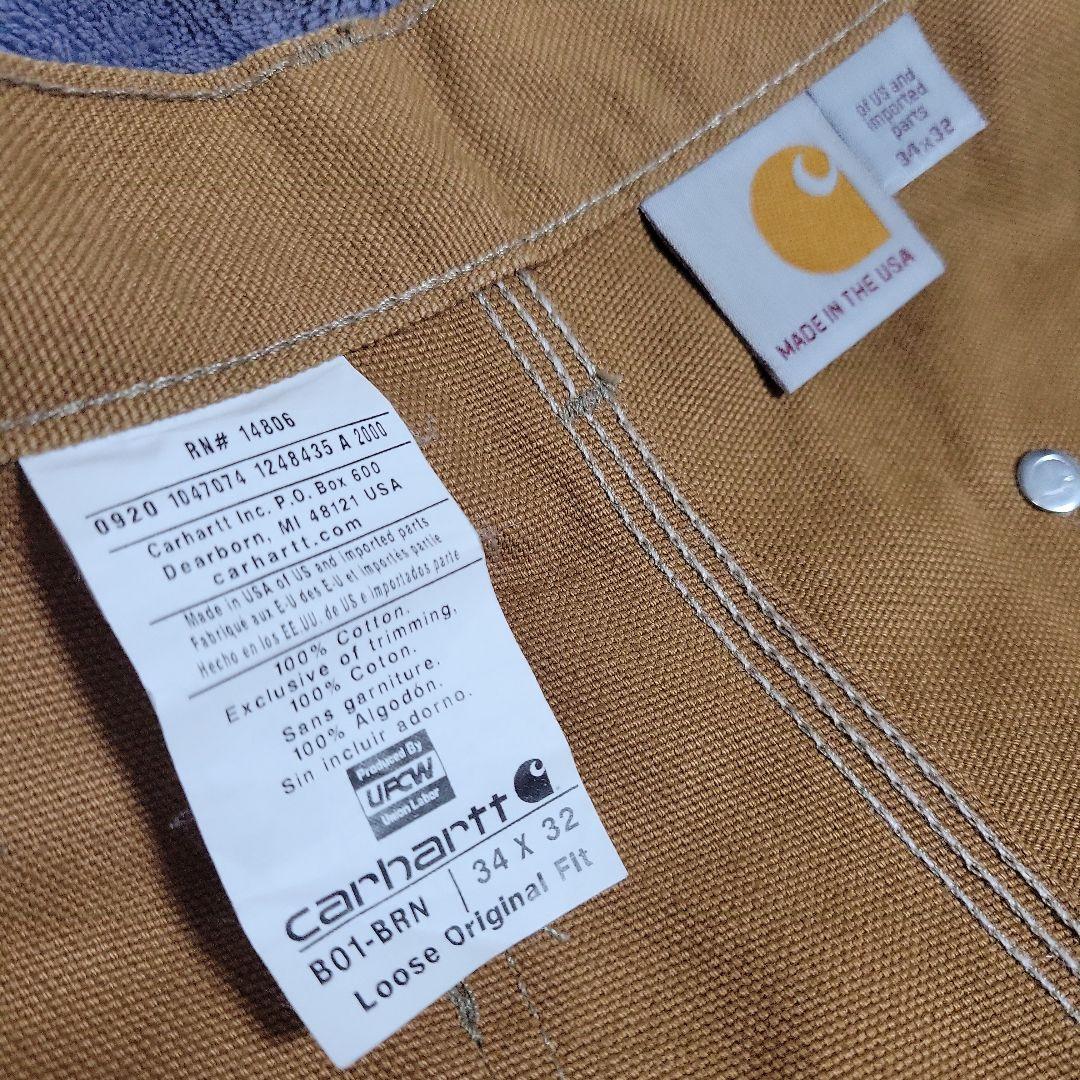 RN# 14806
0920 1047074 1248435 A 2000
Carhartt Inc. P.O. Box 600
Dearborn, MI 48121 USA
carhartt.com
Made in USA of US and imported parts
Fabriqué aux E-U des E-U et importés partie
Hecho en los EE.UU. de US e importados parte
100% Cotton.
Exclusive of trimming.
100% Coton.
Sans garniture.
100% Algodón.
Sin incluir adorno.
Produced By
UFCW
Union Labor
carhartt
B01-BRN | 34 X 32
Loose Original Fit
MADE IN THE USA
of US and
imported
parts
34x32